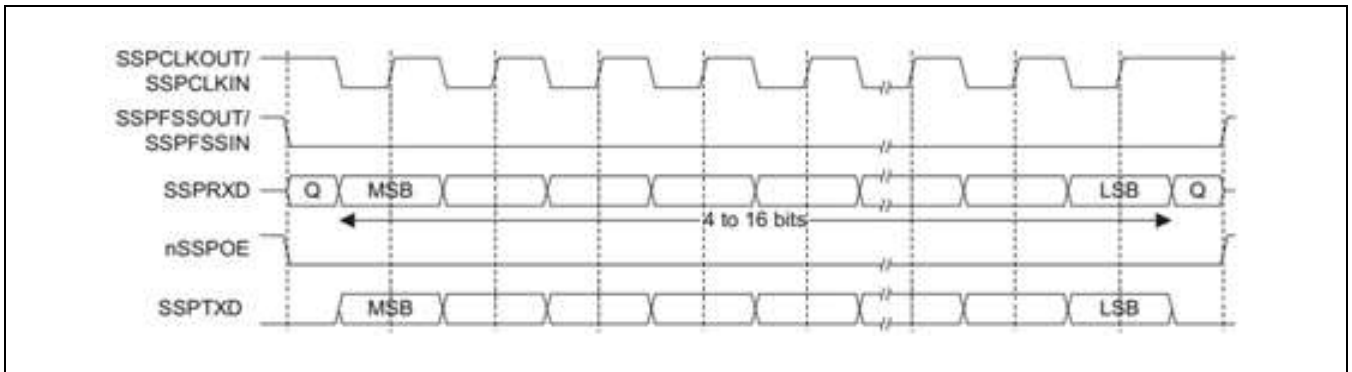 SSPCLKOUT/
SSPCLKIN
SSPFSSOUT/
SSPFSSIN
SSPRXD Q MSB LSB Q
4 to 16 bits
nSSPOE
SSPTXD MSB LSB